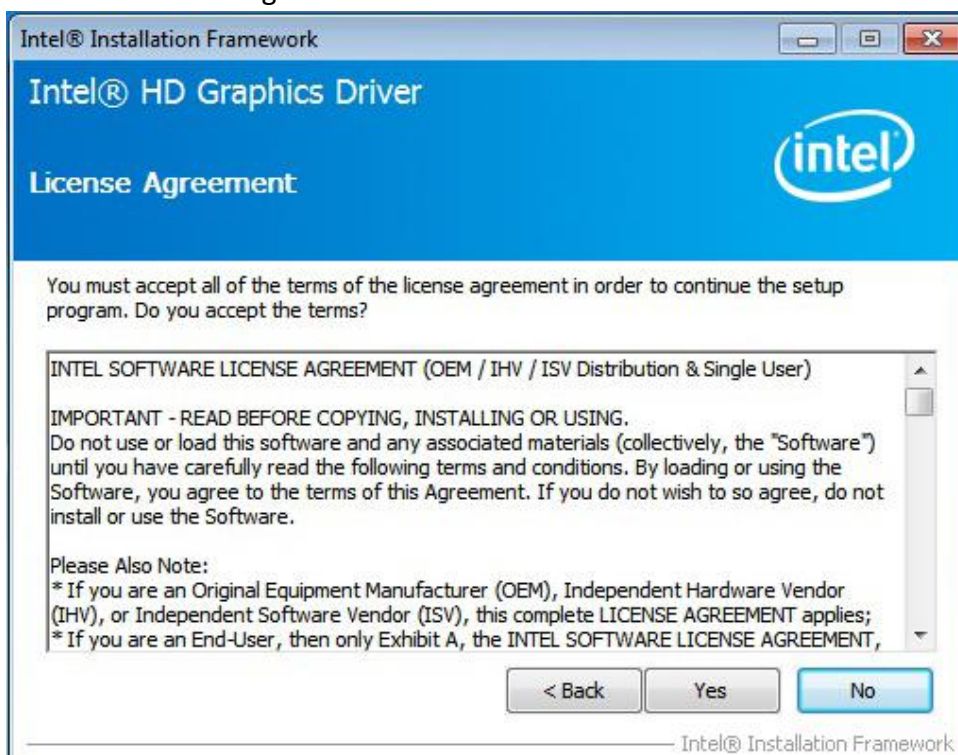 Intel® Installation Framework
Intel® HD Graphics Driver
intel
License Agreement
You must accept all of the terms of the license agreement in order to continue the setup
program. Do you accept the terms?
INTEL SOFTWARE LICENSE AGREEMENT (OEM / IHV / ISV Distribution & Single User)
IMPORTANT - READ BEFORE COPYING, INSTALLING OR USING.
Do not use or load this software and any associated materials (collectively, the "Software")
until you have carefully read the following terms and conditions. By loading or using the
Software, you agree to the terms of this Agreement. If you do not wish to so agree, do not
install or use the Software.
Please Also Note:
* If you are an Original Equipment Manufacturer (OEM), Independent Hardware Vendor
(IHV), or Independent Software Vendor (ISV), this complete LICENSE AGREEMENT applies;
* If you are an End-User, then only Exhibit A, the INTEL SOFTWARE LICENSE AGREEMENT,
< Back Yes No
Intel® Installation Framework